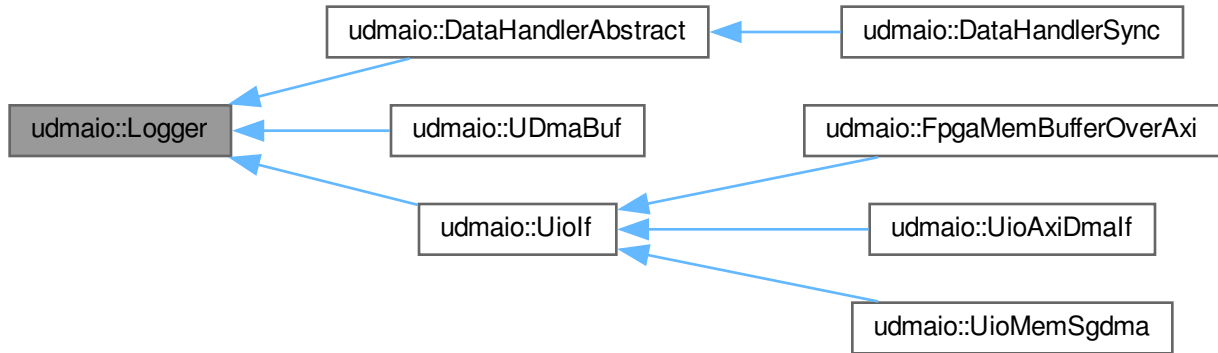 udmaio::DataHandlerAbstract
udmaio::DataHandlerSync
udmaio::Logger
udmaio::UDmaBuf
udmaio::FpgaMemBufferOverAxi
udmaio::UioIf
udmaio::UioAxiDmaIf
udmaio::UioMemSgdma